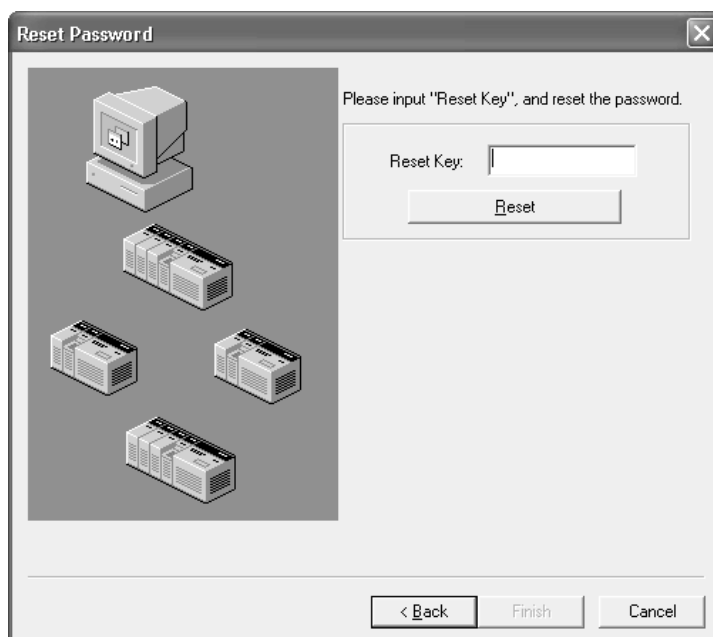 Reset Password
Please input "Reset Key", and reset the password.
Reset Key:
Reset
< Back
Finish
Cancel